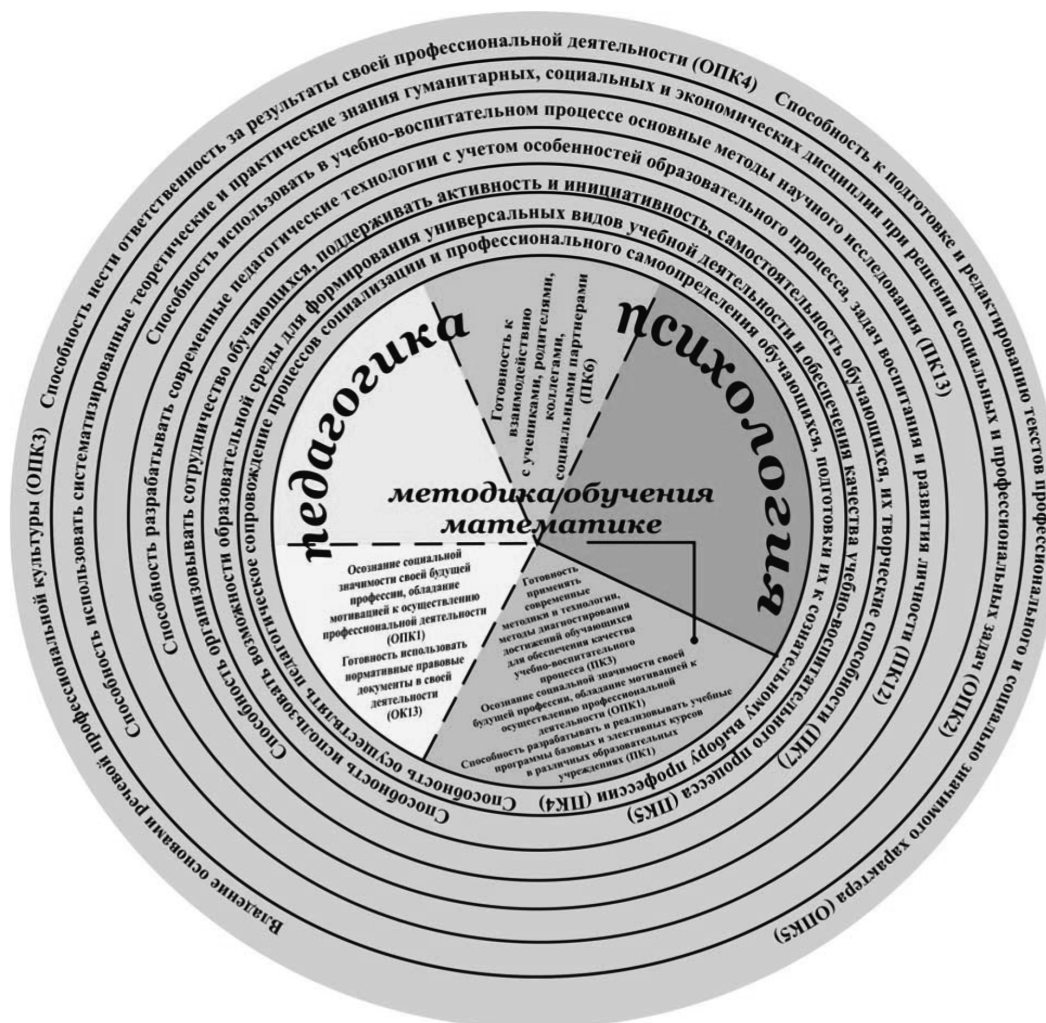 Владение основами речевой профессиональной культуры (ОПК3)
Способность нести ответственность за результаты своей профессиональной деятельности (ОПК4)
Способность к подготовке и редактированию текстов профессионального и социально значимого характера (ОПК5)
Способность использовать систематизированные теоретические и практические знания гуманитарных, социальных и экономических дисциплин при решении социальных и профессиональных задач (ОПК2)
Способность использовать в учебно-воспитательном процессе основные методы научного исследования (ПК13)
Способность разрабатывать современные педагогические технологии с учетом особенностей образовательного процесса, задач воспитания и развития личности (ПК12)
Способность организовывать сотрудничество обучающихся, поддерживать активность и инициативность, самостоятельность обучающихся, их творческие способности (ПК7)
Способность использовать возможности образовательной среды для формирования универсальных видов учебной деятельности и обеспечения качества учебно-воспитательного процесса (ПК5)
Способность осуществлять педагогическое сопровождение процессов социализации и профессионального самоопределения обучающихся, подготовки их к сознательному выбору профессии (ПК4)
педагогика
Готовность к
взаимодействию
с учениками, родителями,
коллегами,
социальными партнерами
(ПК6)
психология
методика обучения
математике
Осознание социальной
значимости своей будущей
профессии, обладание
мотивацией к осуществлению
профессиональной деятельности
(ОПК1)
Готовность использовать
нормативные правовые
документы в своей
деятельности
(ОК13)
Готовность
применять
современные
методики и технологии,
методы диагностирования
достижений обучающихся
для обеспечения качества
учебно-воспитательного
процесса (ПК3)
Осознание социальной значимости своей
будущей профессии, обладание мотивацией к
осуществлению профессиональной
деятельности (ОПК1)
Способность разрабатывать и реализовывать учебные
программы базовых и элективных курсов
в различных образовательных
учреждениях (ПК1)